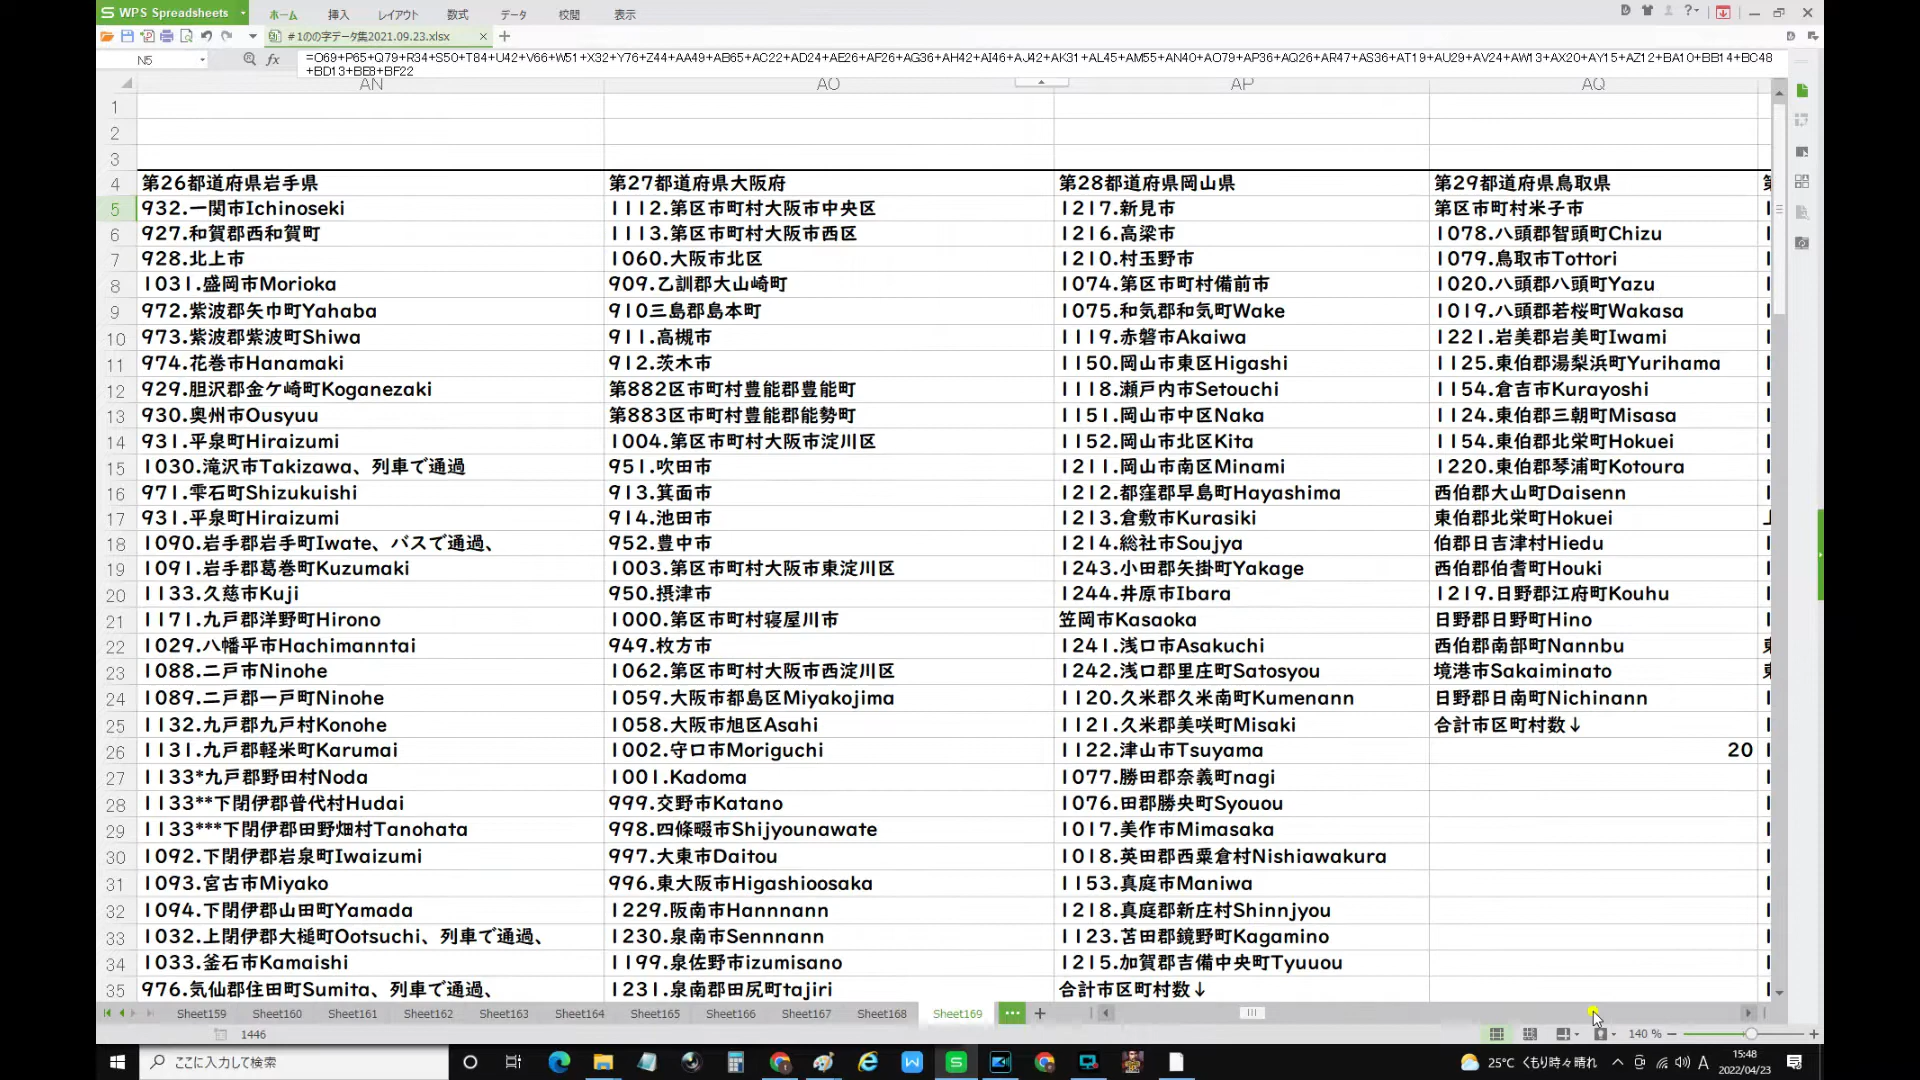 WPS Spreadsheets ホーム 挿入 レイアウト 数式 データ 校閲 表示
#1のの字データ集2021.09.23.xlsx
N5 fx =O69+P65+Q79+R34+S50+T84+U42+V66+W51+X32+Y76+Z44+AA49+AB65+AC22+AD24+AE26+AF26+AG36+AH42+AI46+AJ42+AK31+AL45+AM55+AN40+AO79+AP36+AQ26+AR47+AS36+AT19+AU29+AV24+AW13+AX20+AY15+AZ12+BA10+BB14+BC48
+BD13+BE8+BF22
AN AO AP AQ
1
2
3
4 第26都道府県岩手県 第27都道府県大阪府 第28都道府県岡山県 第29都道府県鳥取県
5 932.一関市Ichinoseki 1112.第区市町村大阪市中央区 1217.新見市 第区市町村米子市
6 927.和賀郡西和賀町 1113.第区市町村大阪市西区 1216.高梁市 1078.八頭郡智頭町Chizu
7 928.北上市 1060.大阪市北区 1210.村玉野市 1079.鳥取市Tottori
8 1031.盛岡市Morioka 909.乙訓郡大山崎町 1074.第区市町村備前市 1020.八頭郡八頭町Yazu
9 972.紫波郡矢巾町Yahaba 910三島郡島本町 1075.和気郡和気町Wake 1019.八頭郡若桜町Wakasa
10 973.紫波郡紫波町Shiwa 911.高槻市 1119.赤磐市Akaiwa 1221.岩美郡岩美町Iwami
11 974.花巻市Hanamaki 912.茨木市 1150.岡山市東区Higashi 1125.東伯郡湯梨浜町Yurihama
12 929.胆沢郡金ケ崎町Koganezaki 第882区市町村豊能郡豊能町 1118.瀬戸内市Setouchi 1154.倉吉市Kurayoshi
13 930.奥州市Ousyuu 第883区市町村豊能郡能勢町 1151.岡山市中区Naka 1124.東伯郡三朝町Misasa
14 931.平泉町Hiraizumi 1004.第区市町村大阪市淀川区 1152.岡山市北区Kita 1154.東伯郡北栄町Hokuei
15 1030.滝沢市Takizawa、列車で通過 951.吹田市 1211.岡山市南区Minami 1220.東伯郡琴浦町Kotoura
16 971.雫石町Shizukuishi 913.箕面市 1212.都窪郡早島町Hayashima 西伯郡大山町Daisenn
17 931.平泉町Hiraizumi 914.池田市 1213.倉敷市Kurasiki 東伯郡北栄町Hokuei
18 1090.岩手郡岩手町Iwate、バスで通過、 952.豊中市 1214.総社市Soujya 伯郡日吉津村Hiedu
19 1091.岩手郡葛巻町Kuzumaki 1003.第区市町村大阪市東淀川区 1243.小田郡矢掛町Yakage 西伯郡伯耆町Houki
20 1133.久慈市Kuji 950.摂津市 1244.井原市Ibara 1219.日野郡江府町Kouhu
21 1171.九戸郡洋野町Hirono 1000.第区市町村寝屋川市 笠岡市Kasaoka 日野郡日野町Hino
22 1029.八幡平市Hachimanntai 949.枚方市 1241.浅口市Asakuchi 西伯郡南部町Nannbu
23 1088.二戸市Ninohe 1062.第区市町村大阪市西淀川区 1242.浅口郡里庄町Satosyou 境港市Sakaiminato
24 1089.二戸郡一戸町Ninohe 1059.大阪市都島区Miyakojima 1120.久米郡久米南町Kumenann 日野郡日南町Nichinann
25 1132.九戸郡九戸村Konohe 1058.大阪市旭区Asahi 1121.久米郡美咲町Misaki 合計市区町村数↓
26 1131.九戸郡軽米町Karumai 1002.守口市Moriguchi 1122.津山市Tsuyama 20
27 1133*九戸郡野田村Noda 1001.Kadoma 1077.勝田郡奈義町nagi
28 1133**下閉伊郡普代村Hudai 999.交野市Katano 1076.田郡勝央町Syouou
29 1133***下閉伊郡田野畑村Tanohata 998.四條畷市Shijyounawate 1017.美作市Mimasaka
30 1092.下閉伊郡岩泉町Iwaizumi 997.大東市Daitou 1018.英田郡西粟倉村Nishiawakura
31 1093.宮古市Miyako 996.東大阪市Higashioosaka 1153.真庭市Maniwa
32 1094.下閉伊郡山田町Yamada 1229.阪南市Hannnann 1218.真庭郡新庄村Shinnjyou
33 1032.上閉伊郡大槌町Ootsuchi、列車で通過、 1230.泉南市Sennnann 1123.苫田郡鏡野町Kagamino
34 1033.釜石市Kamaishi 1199.泉佐野市izumisano 1215.加賀郡吉備中央町Tyuuou
35 976.気仙郡住田町Sumita、列車で通過、 1231.泉南郡田尻町tajiri 合計市区町村数↓
Sheet159 Sheet160 Sheet161 Sheet162 Sheet163 Sheet164 Sheet165 Sheet166 Sheet167 Sheet168 Sheet169
1446 140 %
ここに入力して検索 25°C くもり時々晴れ A 15:48
2022/04/23